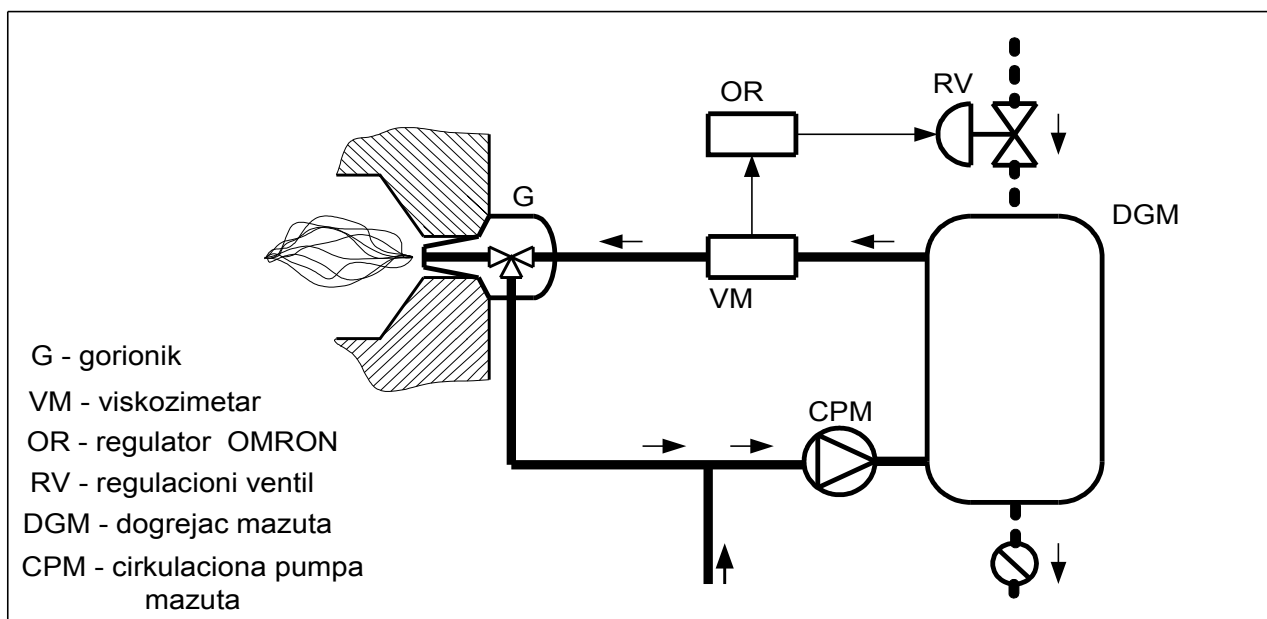 OR
RV
G
DGM
VM
CPM
G - gorionik
VM - viskozimetar
OR - regulator OMRON
RV - regulacioni ventil
DGM - dogrejac mazuta
CPM - cirkulaciona pumpa
mazuta